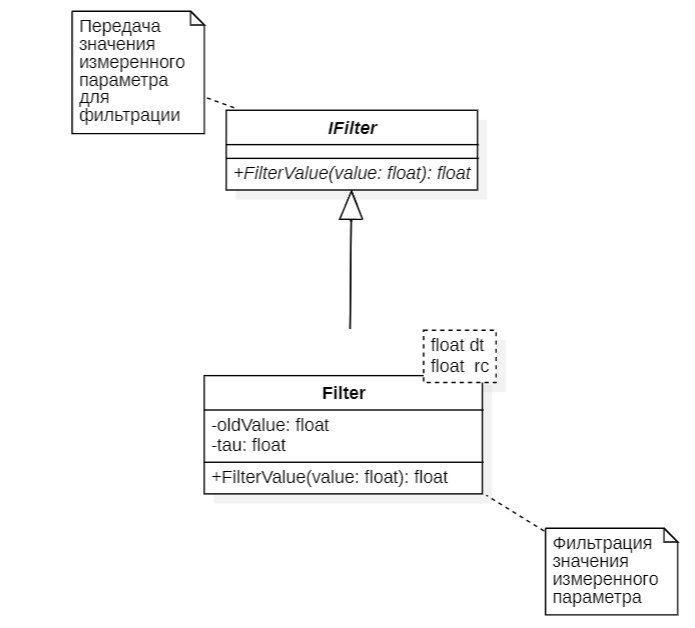 Передача
значения
измеренного
параметра
для
фильтрации
IFilter
+FilterValue(value: float): float
float dt
float rc
Filter
-oldValue: float
-tau: float
+FilterValue(value: float): float
Фильтрация
значения
измеренного
параметра